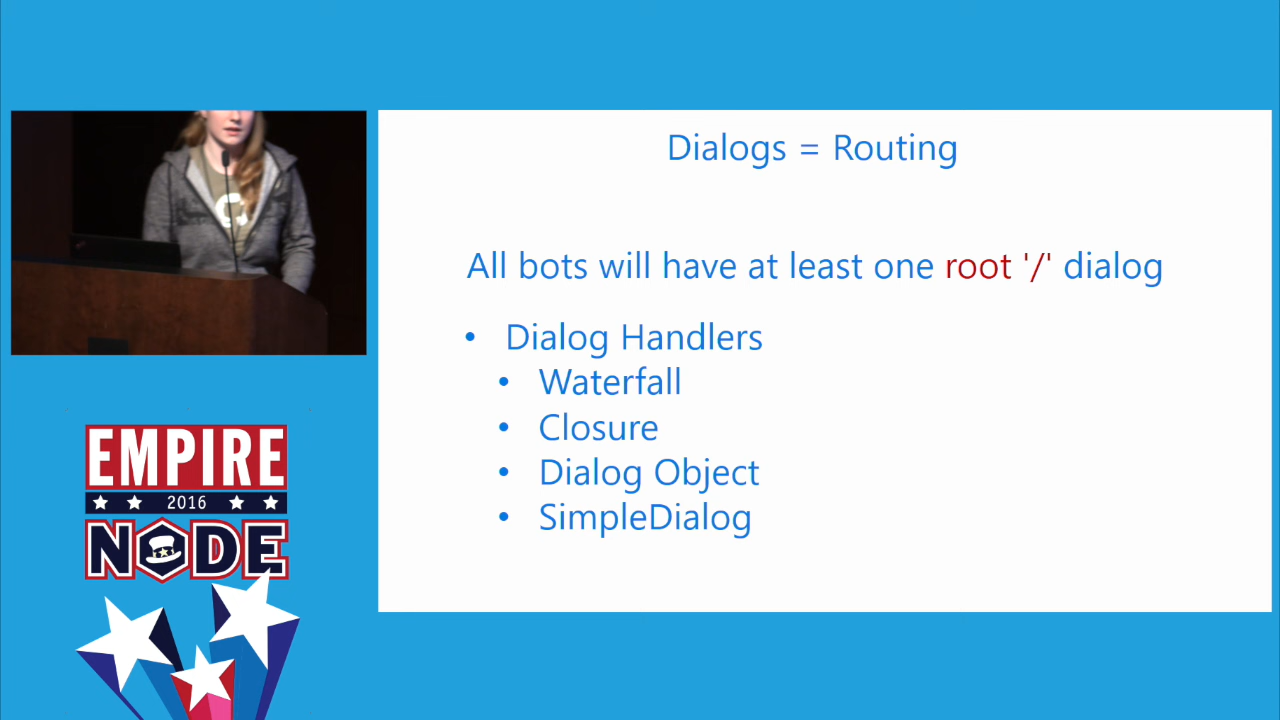 Dialogs = Routing
All bots will have at least one root '/' dialog
• Dialog Handlers
• Waterfall
• Closure
• Dialog Object
• SimpleDialog
EMPIRE
2016
NODE